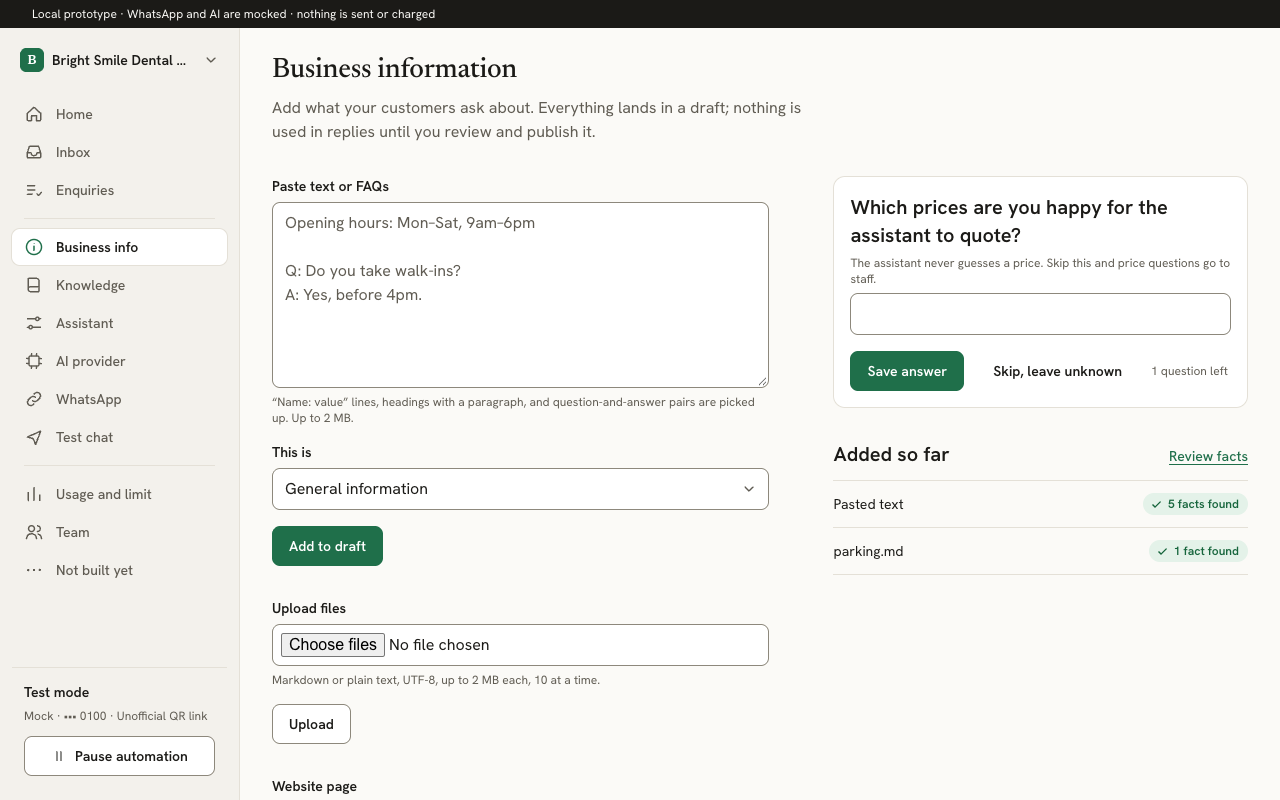 Local prototype · WhatsApp and AI are mocked · nothing is sent or charged
B
Bright Smile Dental ...
Home
Inbox
Enquiries
Business info
Knowledge
Assistant
AI provider
WhatsApp
Test chat
Usage and limit
Team
Not built yet
Test mode
Mock · ••• 0100 · Unofficial QR link
Pause automation
Business information
Add what your customers ask about. Everything lands in a draft; nothing is
used in replies until you review and publish it.
Paste text or FAQs
Opening hours: Mon–Sat, 9am–6pm
Q: Do you take walk-ins?
A: Yes, before 4pm.
“Name: value” lines, headings with a paragraph, and question-and-answer pairs are picked
up. Up to 2 MB.
This is
General information
Add to draft
Upload files
Choose files No file chosen
Markdown or plain text, UTF-8, up to 2 MB each, 10 at a time.
Upload
Website page
Which prices are you happy for the
assistant to quote?
The assistant never guesses a price. Skip this and price questions go to
staff.
Save answer
Skip, leave unknown
1 question left
Added so far
Review facts
Pasted text
5 facts found
parking.md
1 fact found